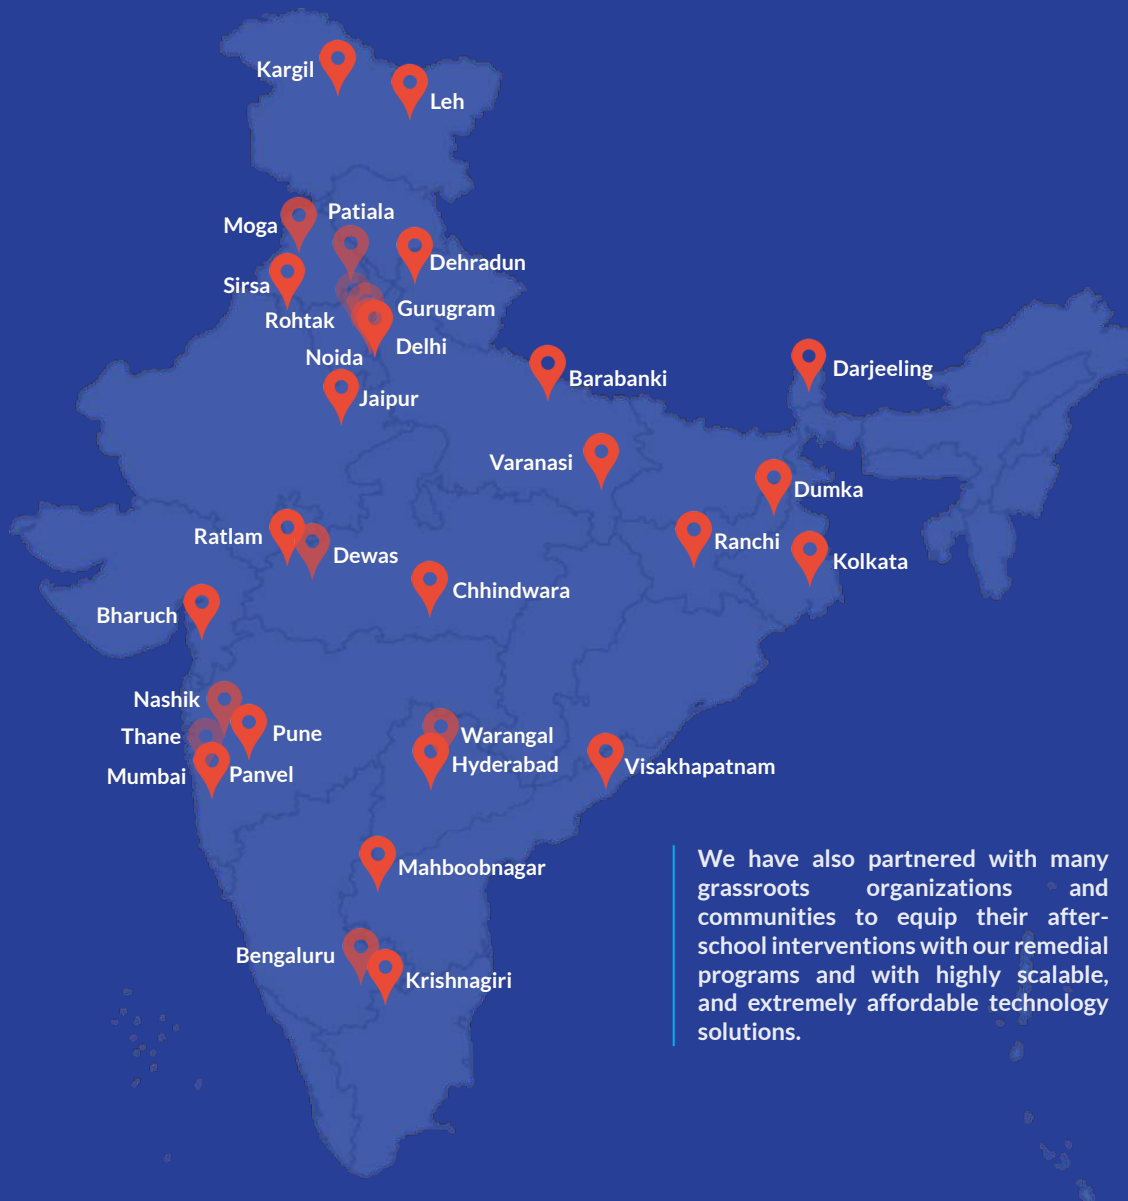 Kargil
Leh
Moga
Patiala
Dehradun
Sirsa
Gurugram
Rohtak
Delhi
Noida
Jaipur
Barabanki
Darjeeling
Varanasi
Dumka
Ratlam
Dewas
Ranchi
Kolkata
Chhindwara
Bharuch
Nashik
Thane
Pune
Mumbai
Panvel
Warangal
Hyderabad
Visakhapatnam
Mahboobnagar
Bengaluru
Krishnagiri
We have also partnered with many
grassroots organizations and
communities to equip their after-
school interventions with our remedial
programs and with highly scalable,
and extremely affordable technology
solutions.